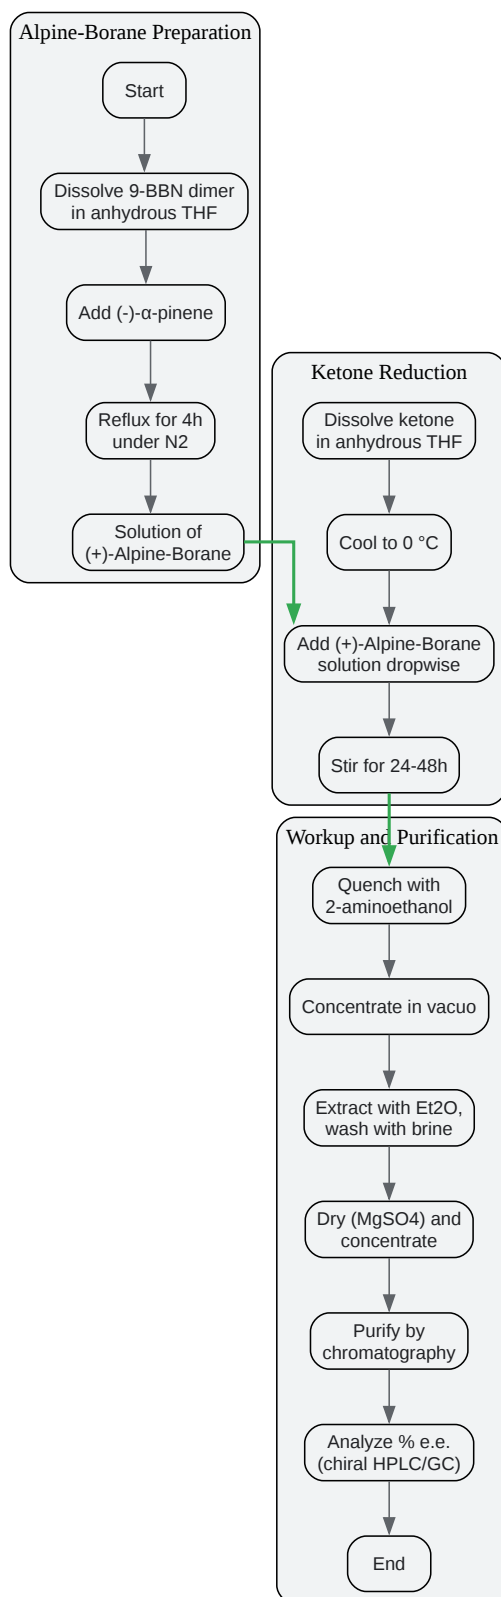 Alpine-Borane Preparation
Start
Dissolve 9-BBN dimer
in anhydrous THF
Add (-)-α-pinene
Reflux for 4h
under N2
Solution of
(+)-Alpine-Borane
Ketone Reduction
Dissolve ketone
in anhydrous THF
Cool to 0 °C
Add (+)-Alpine-Borane
solution dropwise
Stir for 24-48h
Workup and Purification
Quench with
2-aminoethanol
Concentrate in vacuo
Extract with Et2O,
wash with brine
Dry (MgSO4) and
concentrate
Purify by
chromatography
Analyze % e.e.
(chiral HPLC/GC)
End